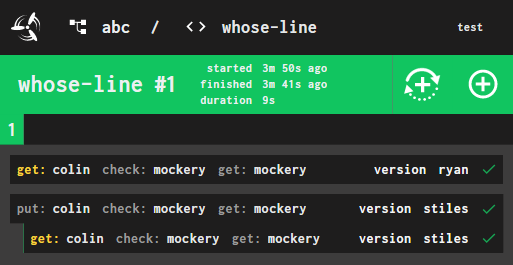 abc / <> whose-line test
whose-line #1
started 3m 50s ago
finished 3m 41s ago
duration 9s
1
get: colin check: mockery get: mockery version ryan
put: colin check: mockery get: mockery version stiles
get: colin check: mockery get: mockery version stiles